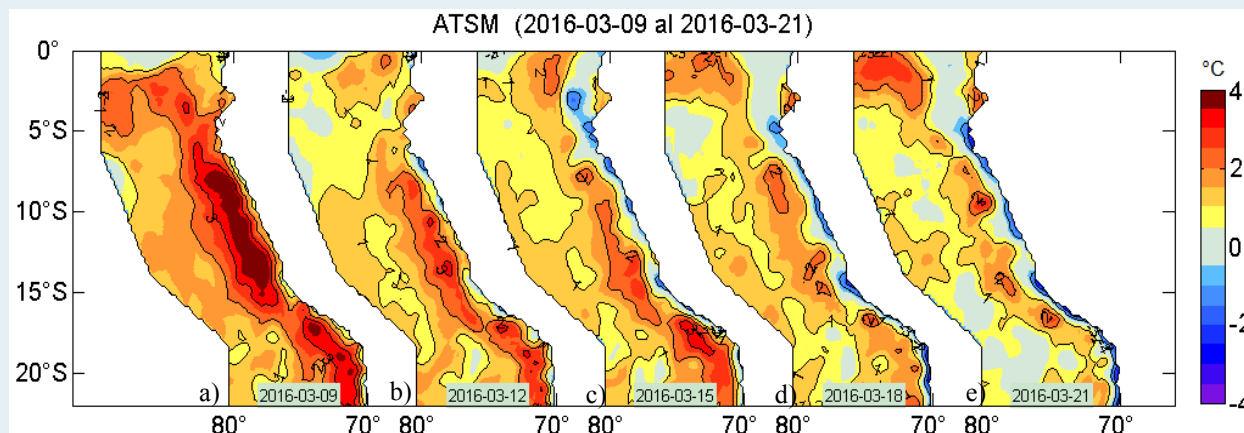 ATSM (2016-03-09 al 2016-03-21)
°C
0°
5°S
10°S
15°S
20°S
4
2
0
-2
-4
a) 2016-03-09
b) 2016-03-12
c) 2016-03-15
d) 2016-03-18
e) 2016-03-21
80° 70° 80° 70° 80° 70° 80° 70° 80° 70°